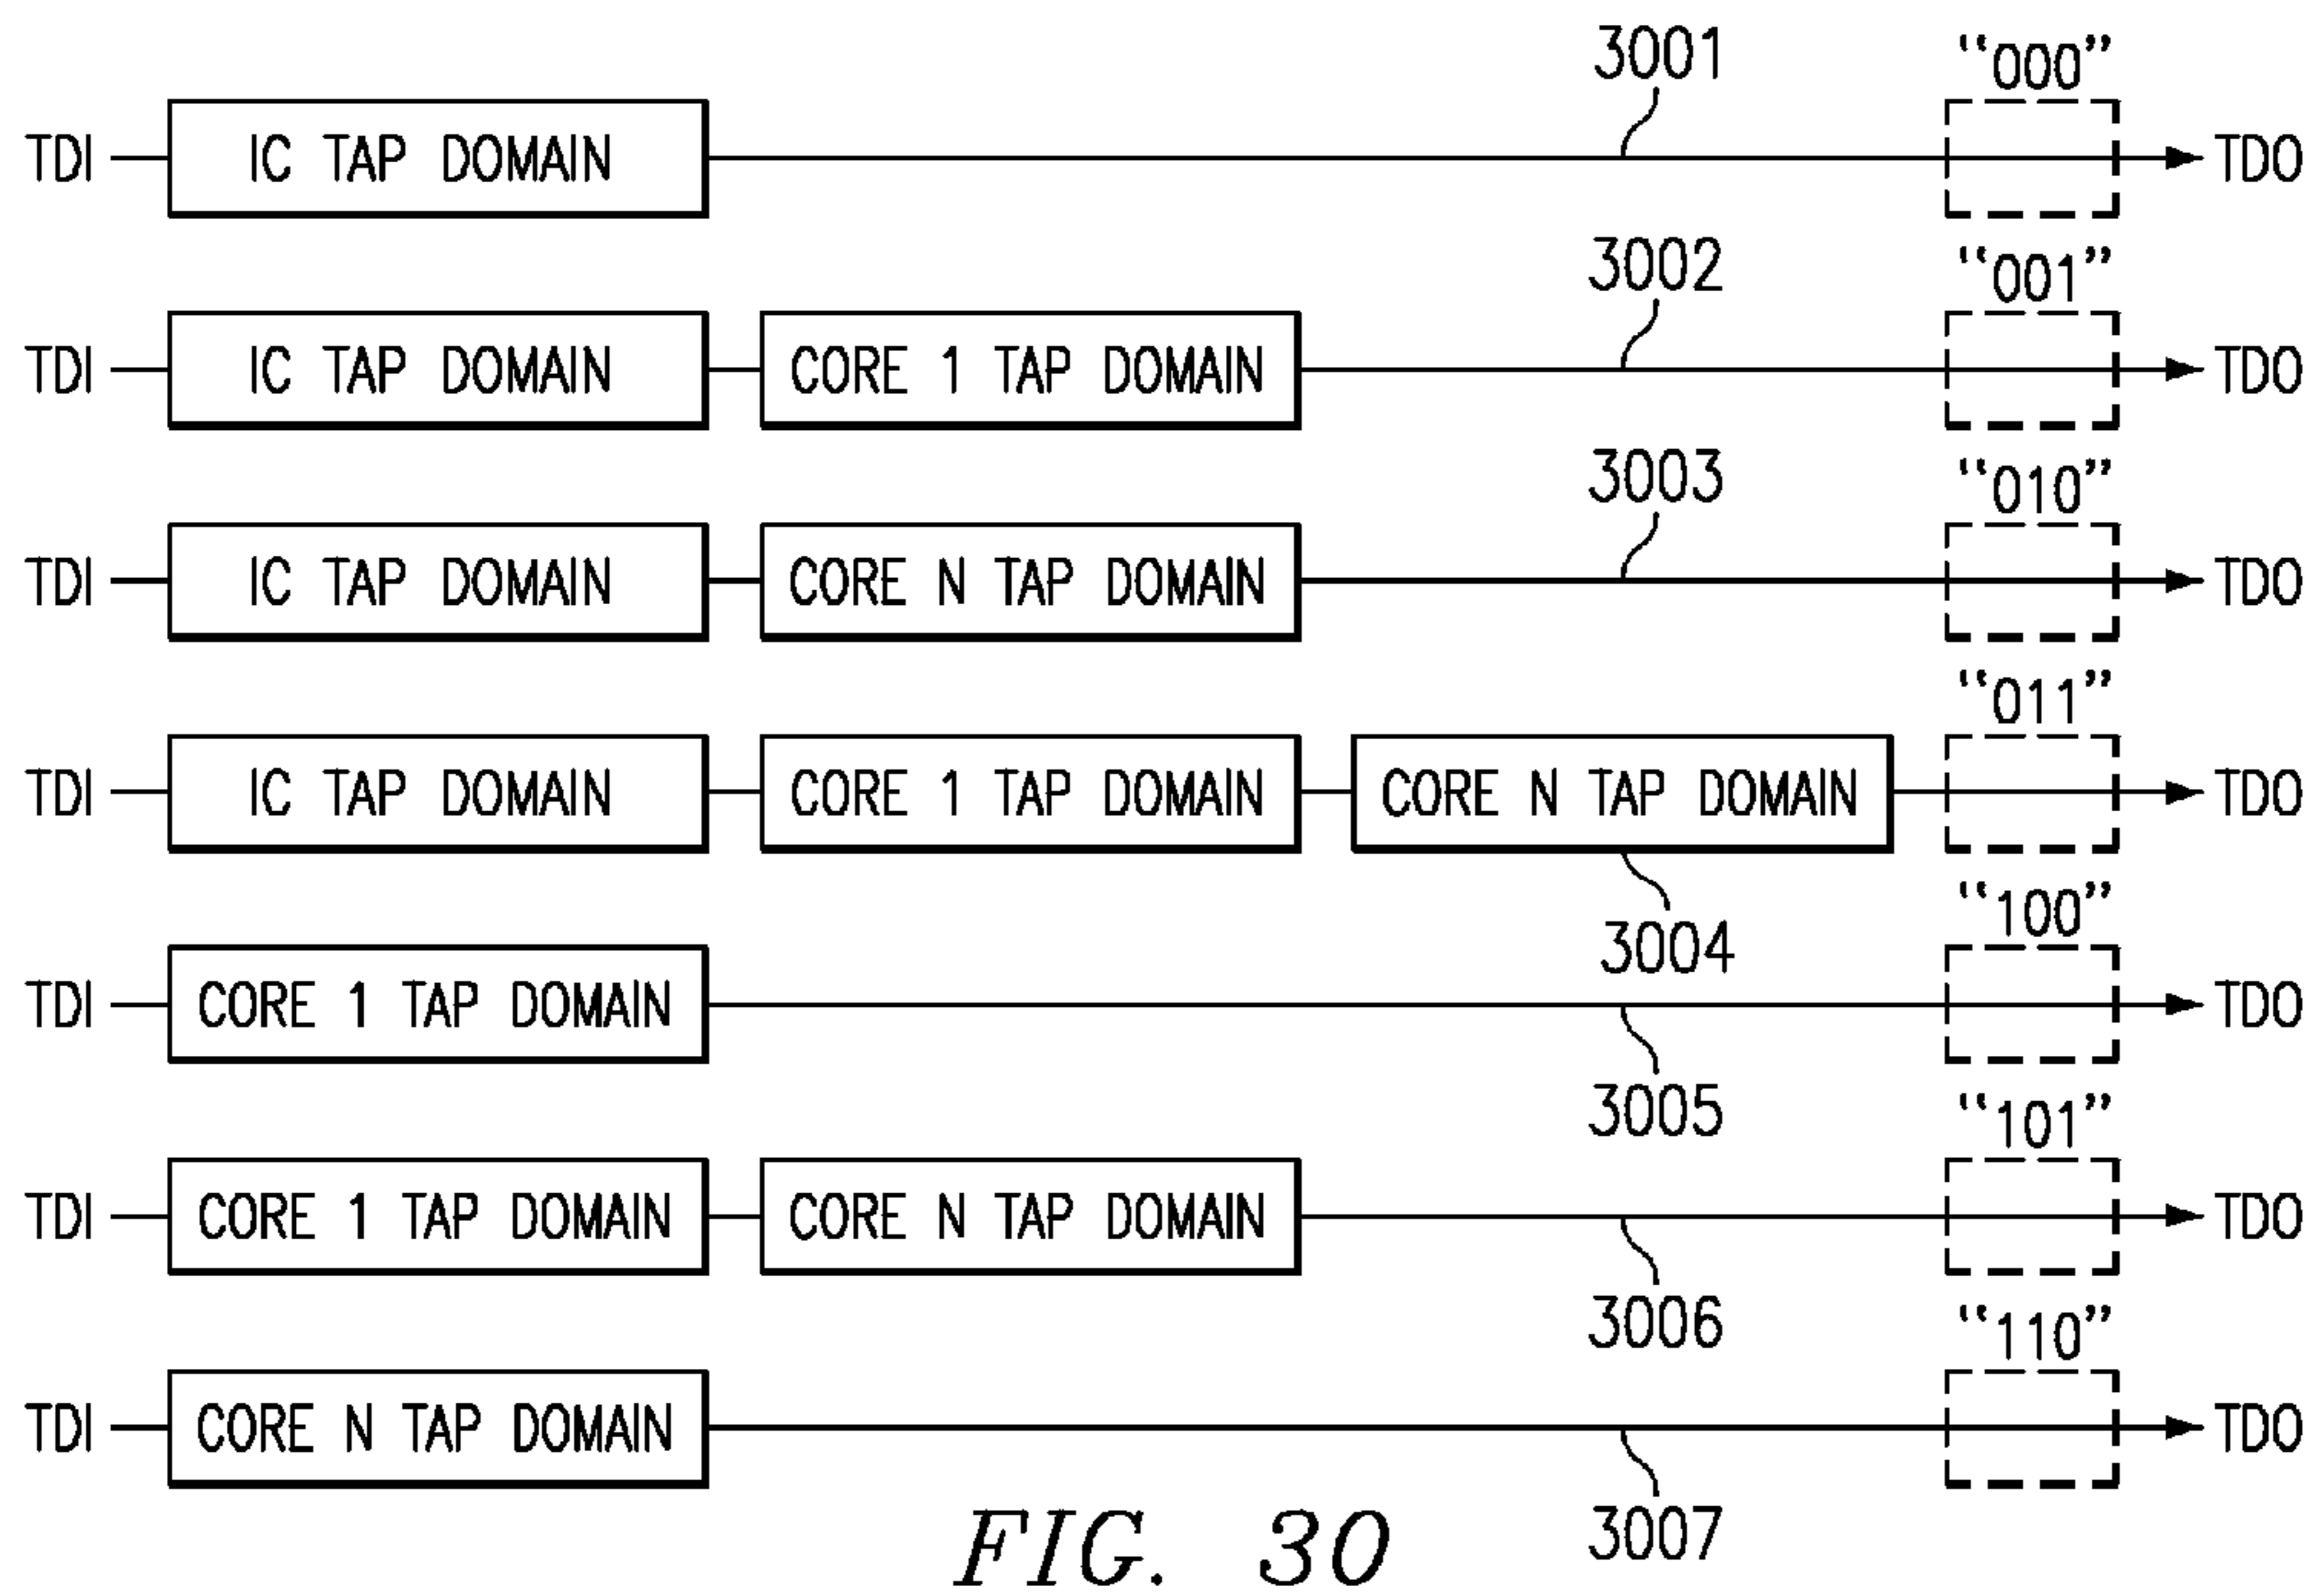 3001 “000”
TDI IC TAP DOMAIN TDO
3002 “001”
TDI IC TAP DOMAIN CORE 1 TAP DOMAIN TDO
3003 “010”
TDI IC TAP DOMAIN CORE N TAP DOMAIN TDO
“011”
TDI IC TAP DOMAIN CORE 1 TAP DOMAIN CORE N TAP DOMAIN TDO
3004 “100”
TDI CORE 1 TAP DOMAIN TDO
3005 “101”
TDI CORE 1 TAP DOMAIN CORE N TAP DOMAIN TDO
3006 “110”
TDI CORE N TAP DOMAIN TDO
3007
FIG. 30